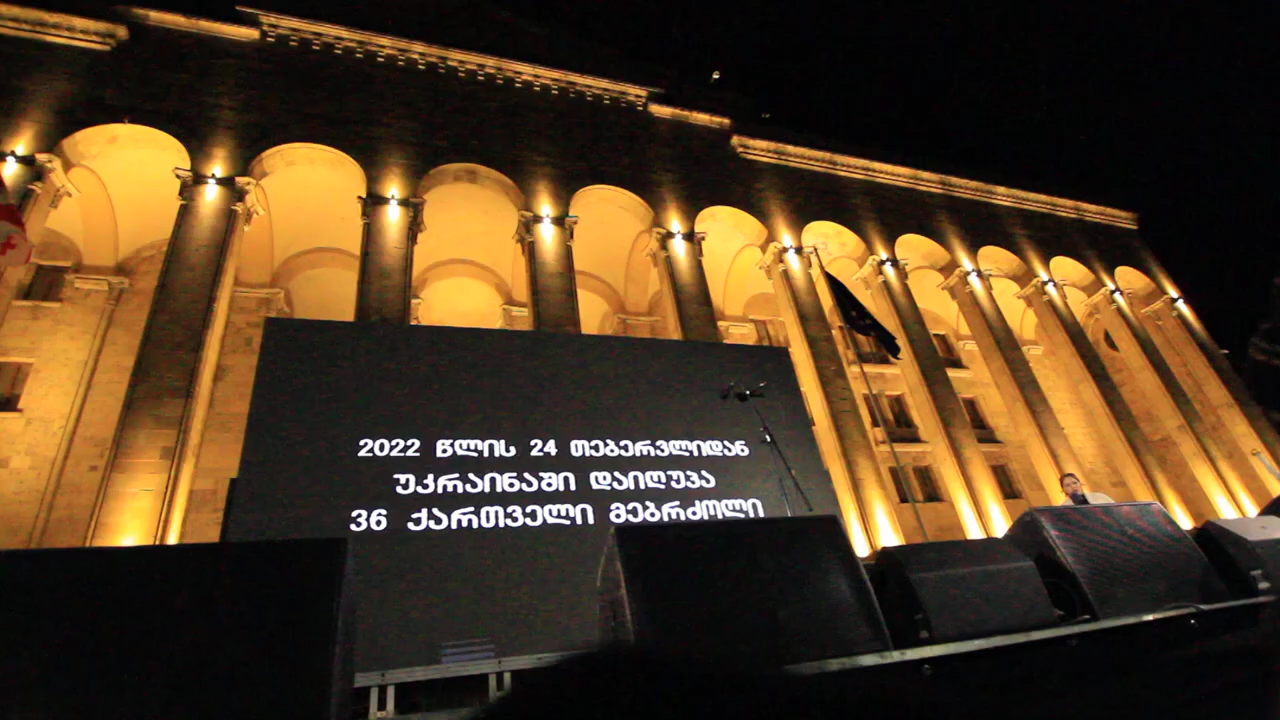 2022 წლის 24 თებერვლიდან
უკრაინაში დაიღუპა
36 ქართველი მებრძოლი